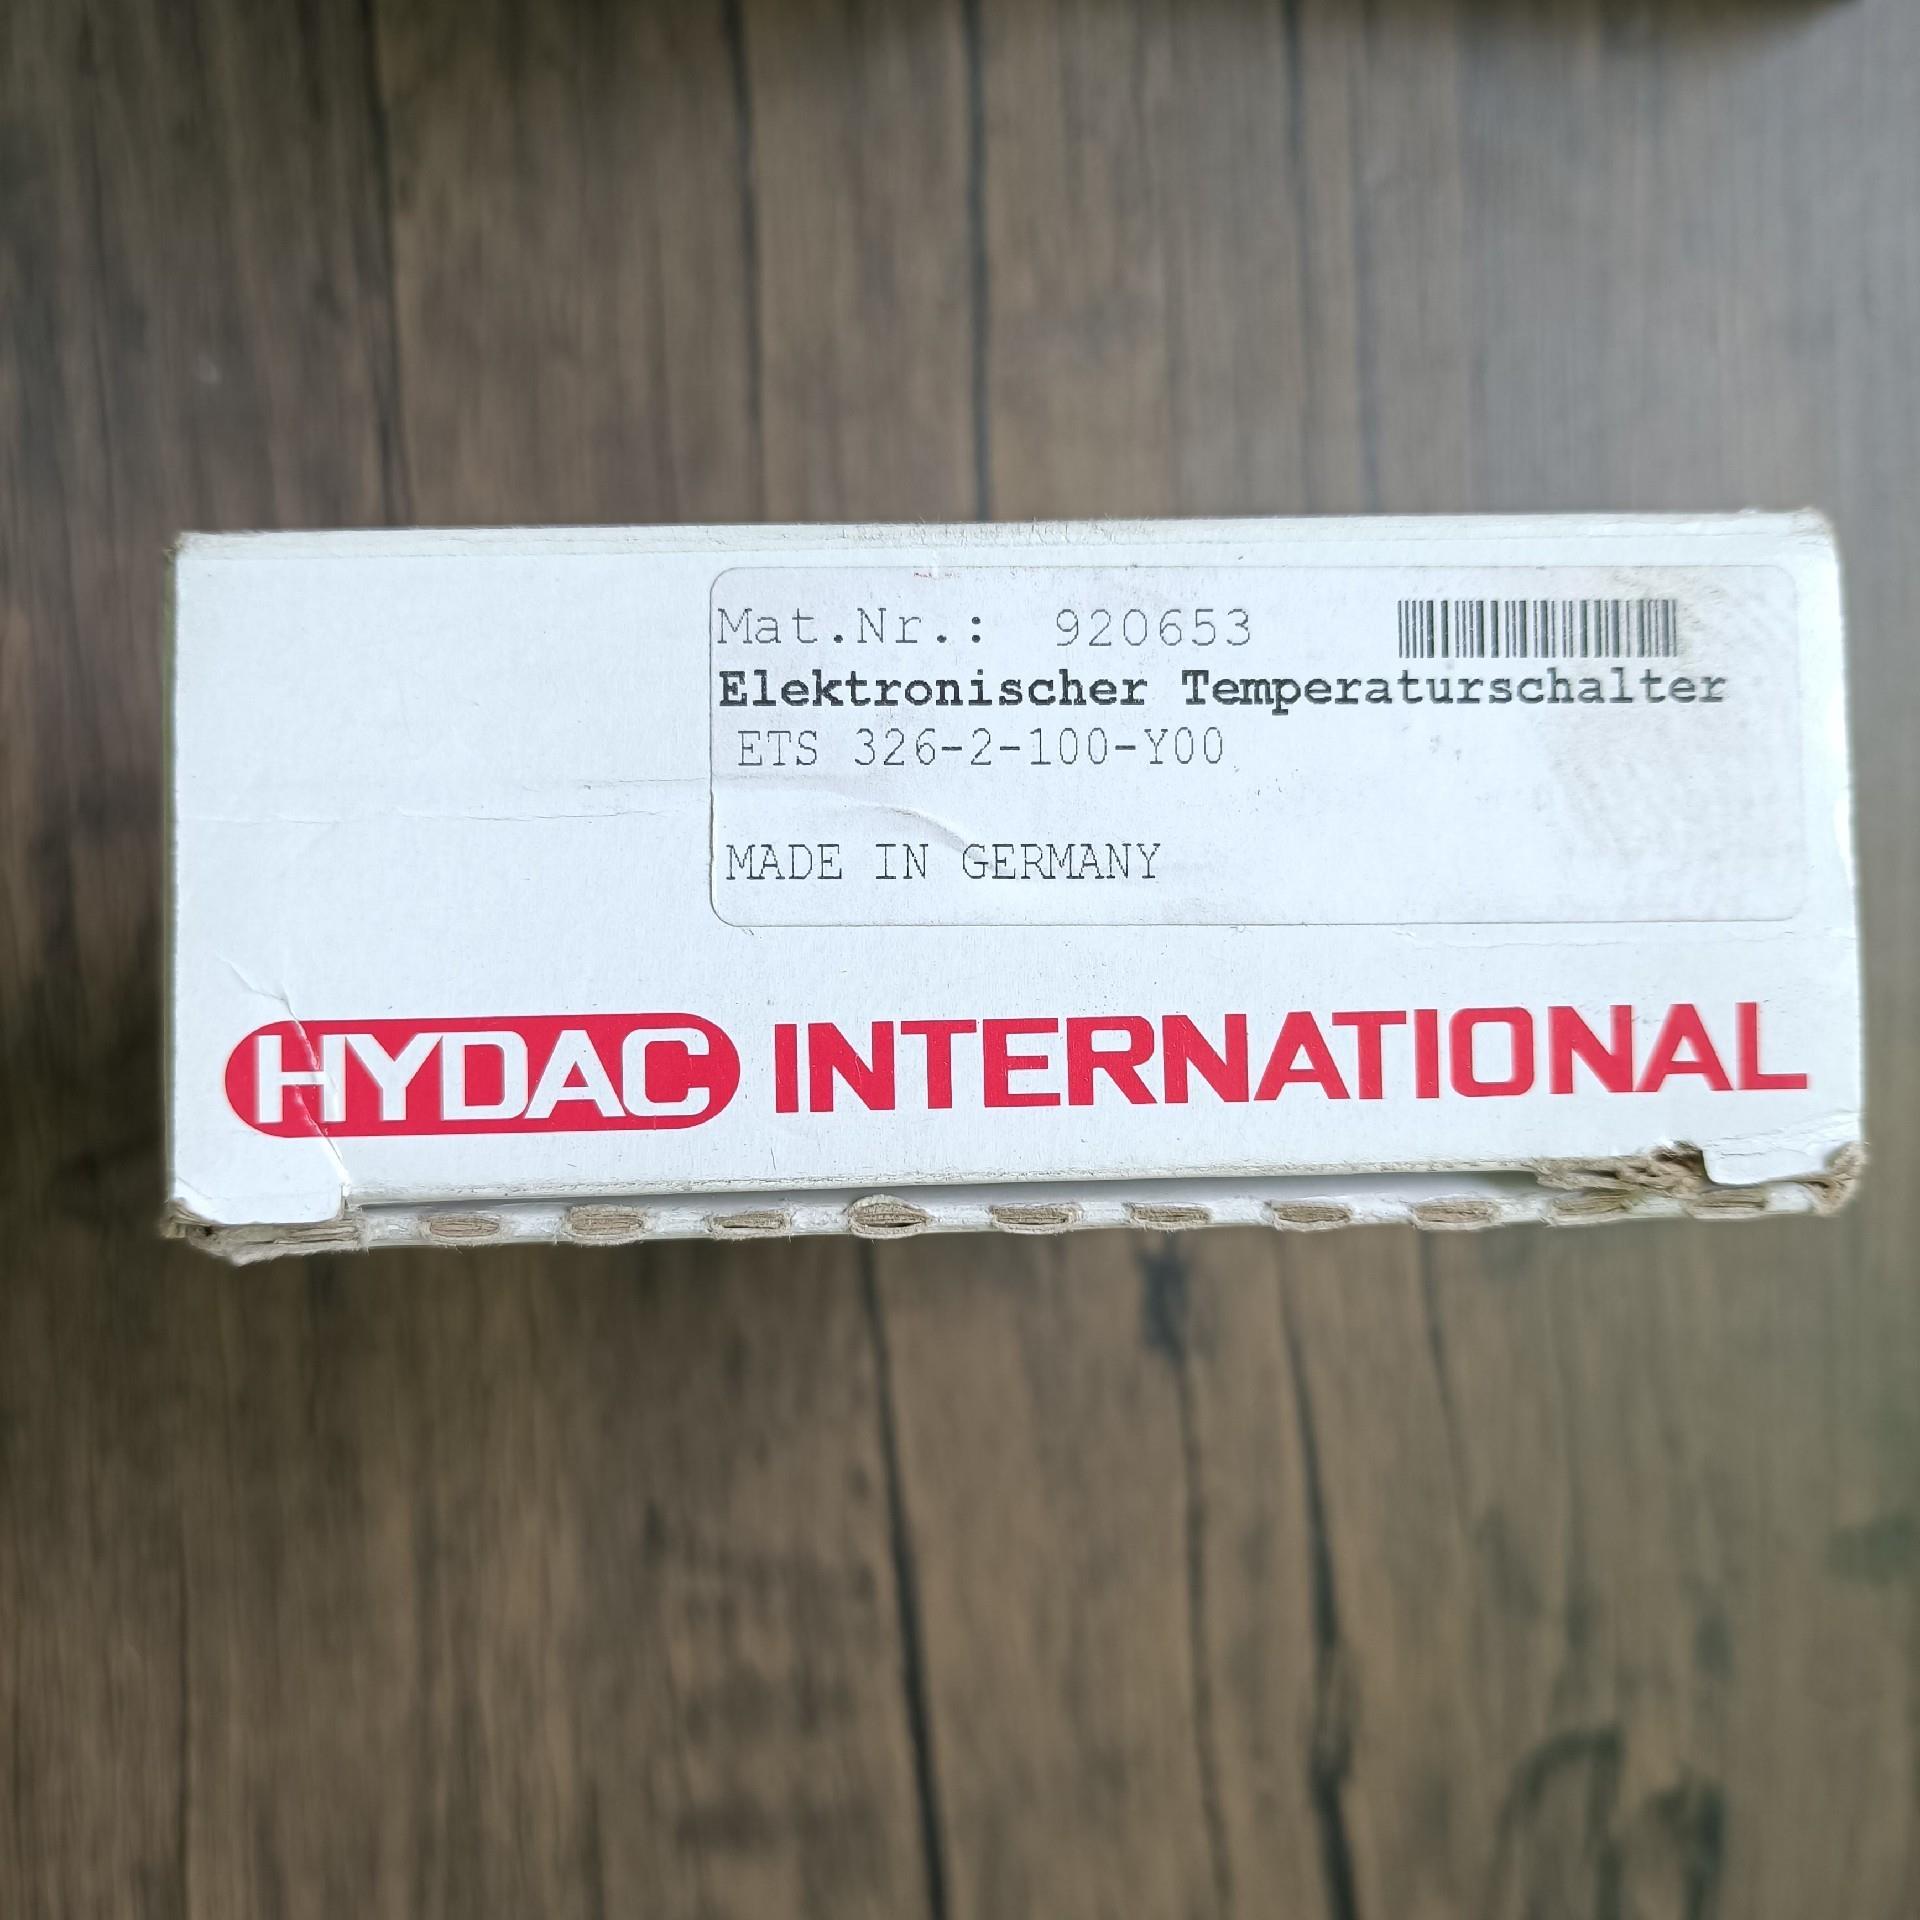 Mat.Nr.: 920653
Elektronischer Temperaturschalter
ETS 326-2-100-Y00
MADE IN GERMANY
HYDAC INTERNATIONAL